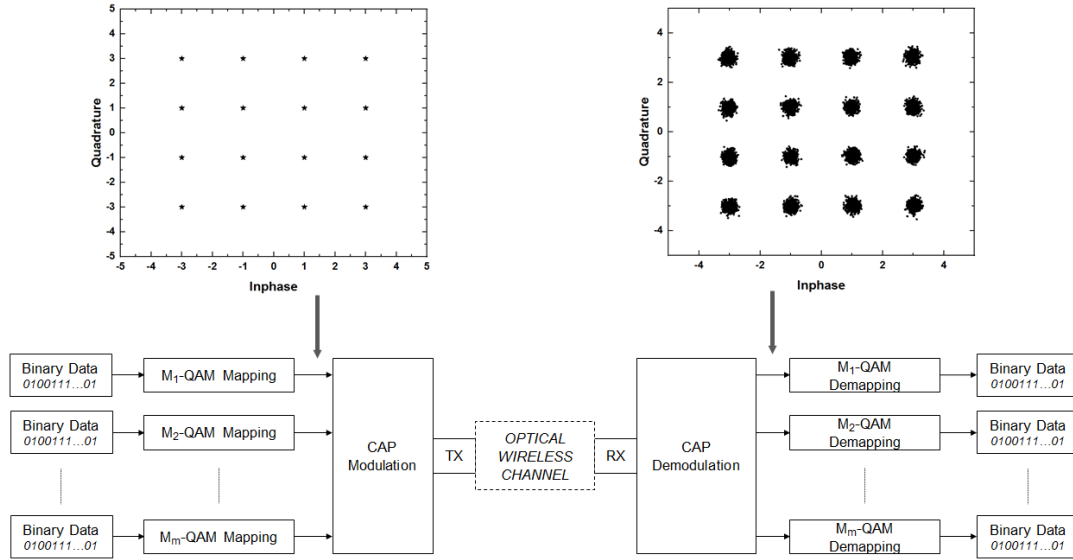 5
4
3
2
1
0
-1
-2
-3
-4
-5
Quadrature
-5 -4 -3 -2 -1 0 1 2 3 4 5
Inphase
4
2
0
-2
-4
Quadrature
-4 -2 0 2 4
Inphase
Binary Data
0100111...01
M1-QAM Mapping
Binary Data
0100111...01
M2-QAM Mapping
Binary Data
0100111...01
Mm-QAM Mapping
CAP
Modulation
TX
OPTICAL
WIRELESS
CHANNEL
RX
CAP
Demodulation
M1-QAM
Demapping
Binary Data
0100111...01
M2-QAM
Demapping
Binary Data
0100111...01
Mm-QAM
Demapping
Binary Data
0100111...01